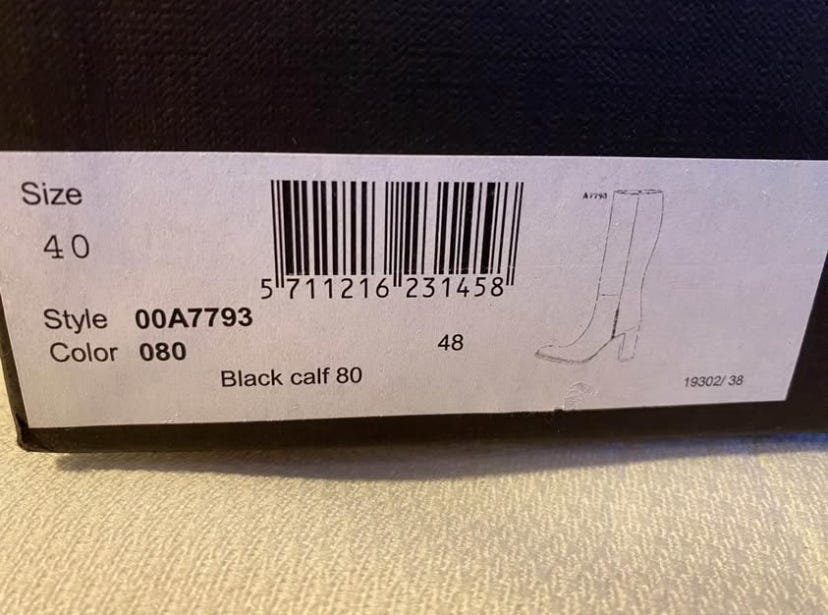 Size
40
5 711216 231458
A7793
Style 00A7793
Color 080
48
Black calf 80
19302/ 38